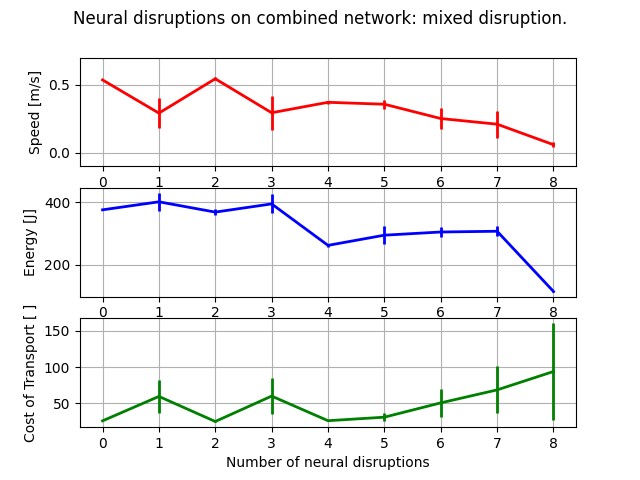 Neural disruptions on combined network: mixed disruption.
Speed [m/s]
0.5
0.0
0 1 2 3 4 5 6 7 8
Energy [J]
400
200
0 1 2 3 4 5 6 7 8
Cost of Transport [ ]
150
100
50
0 1 2 3 4 5 6 7 8
Number of neural disruptions